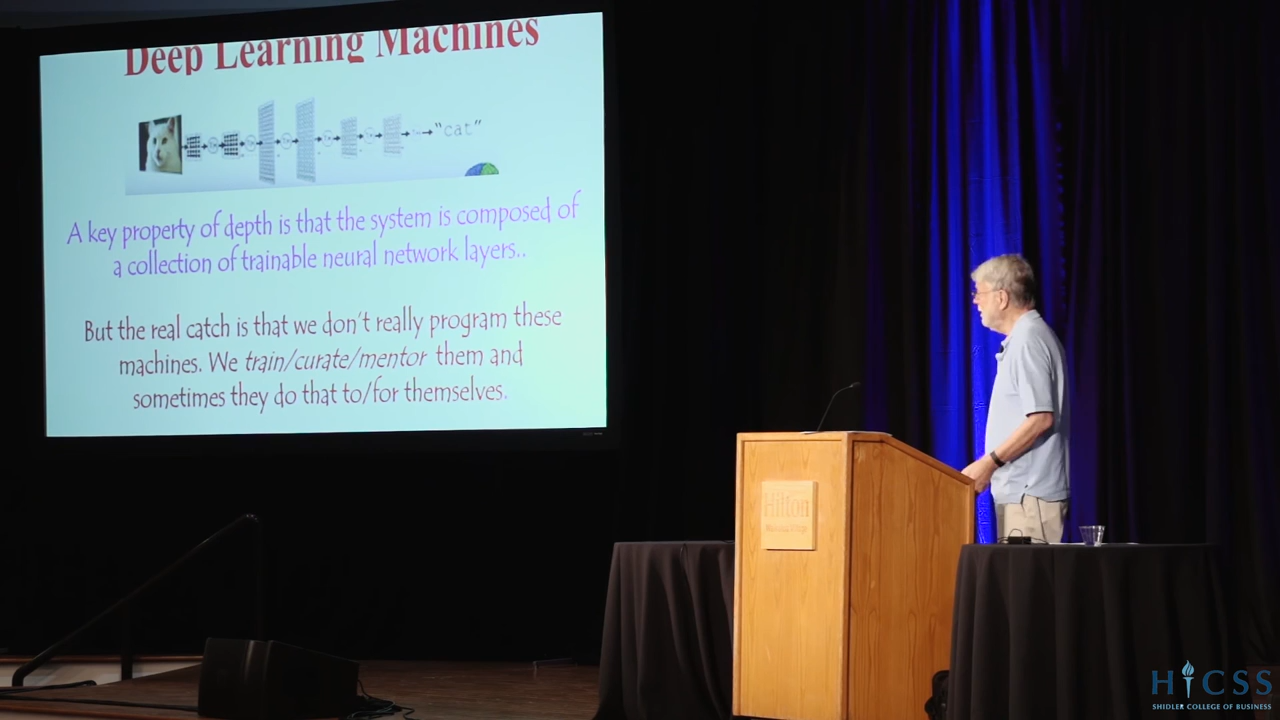 Deep Learning Machines
"cat"
A key property of depth is that the system is composed of
a collection of trainable neural network layers..
But the real catch is that we don't really program these
machines. We train/curate/mentor them and
sometimes they do that to/for themselves.
Hilton
HICSS
SHIDLER COLLEGE OF BUSINESS